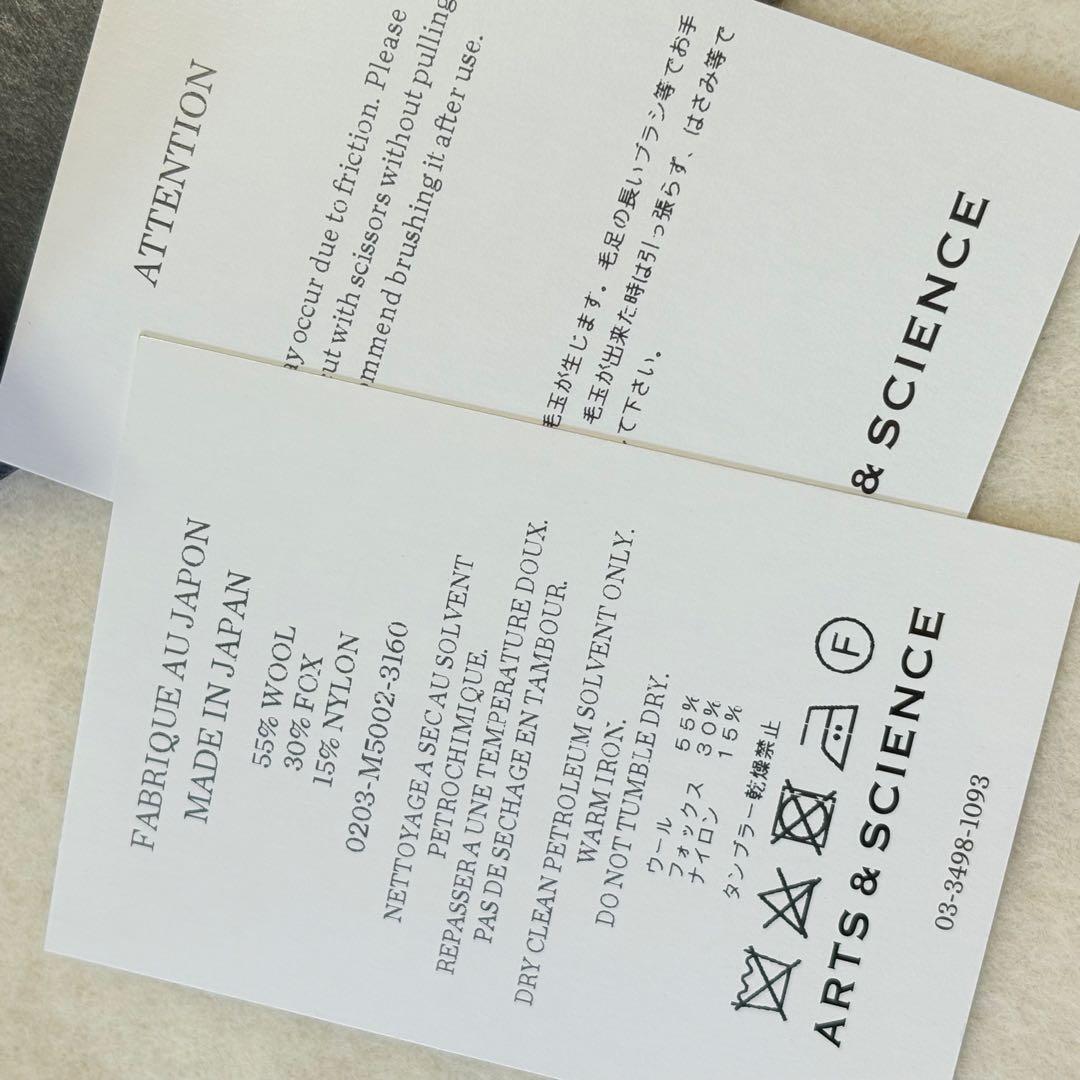 ATTENTION
occur due to friction. Please
with scissors without pulling
brushing it after use.
毛玉が生じます。毛足の長いブラシ等でお手
毛玉が出来た時は引っ張らず、はさみ等で
て下さい。
& SCIENCE
FABRIQUE AU JAPON
MADE IN JAPAN
55% WOOL
30% FOX
15% NYLON
0203-M5002-3160
NETTOYAGE A SEC AU SOLVENT
PETROCHIMIQUE.
REPASSER A UNE TEMPERATURE DOUX.
PAS DE SECHAGE EN TAMBOUR.
DRY CLEAN PETROLEUM SOLVENT ONLY.
WARM IRON.
DO NOT TUMBLE DRY.
ウール 55%
フォックス 30%
ナイロン 15%
タンブラー乾燥禁止
F
ARTS & SCIENCE
03-3498-1093